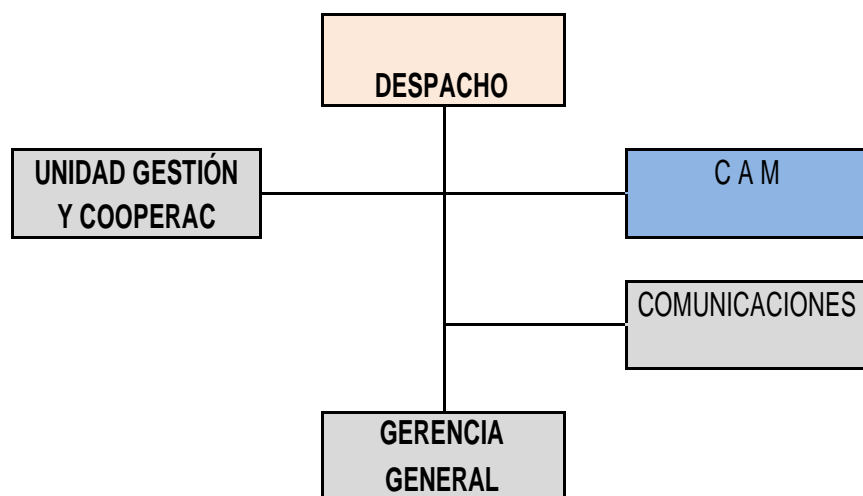 DESPACHO
UNIDAD GESTIÓN
Y COOPERAC
C A M
COMUNICACIONES
GERENCIA
GENERAL